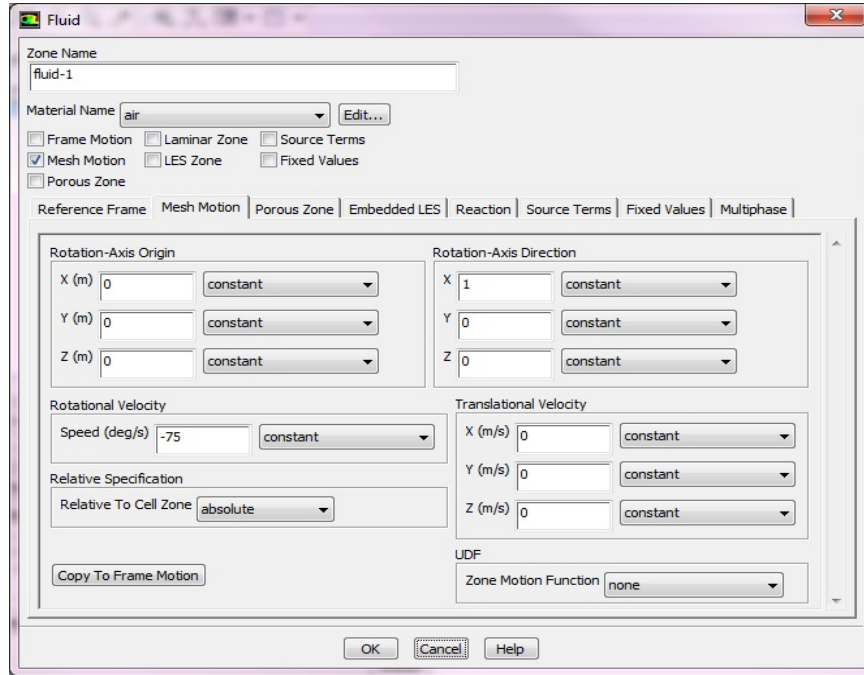 Fluid
Zone Name
fluid-1
Material Name air Edit...
Frame Motion Laminar Zone Source Terms
Mesh Motion LES Zone Fixed Values
Porous Zone
Reference Frame Mesh Motion Porous Zone Embedded LES Reaction Source Terms Fixed Values Multiphase
Rotation-Axis Origin
X (m) 0 constant
Y (m) 0 constant
Z (m) 0 constant
Rotation-Axis Direction
X 1 constant
Y 0 constant
Z 0 constant
Rotational Velocity
Speed (deg/s) -75 constant
Relative Specification
Relative To Cell Zone absolute
Copy To Frame Motion
Translational Velocity
X (m/s) 0 constant
Y (m/s) 0 constant
Z (m/s) 0 constant
UDF
Zone Motion Function none
OK Cancel Help